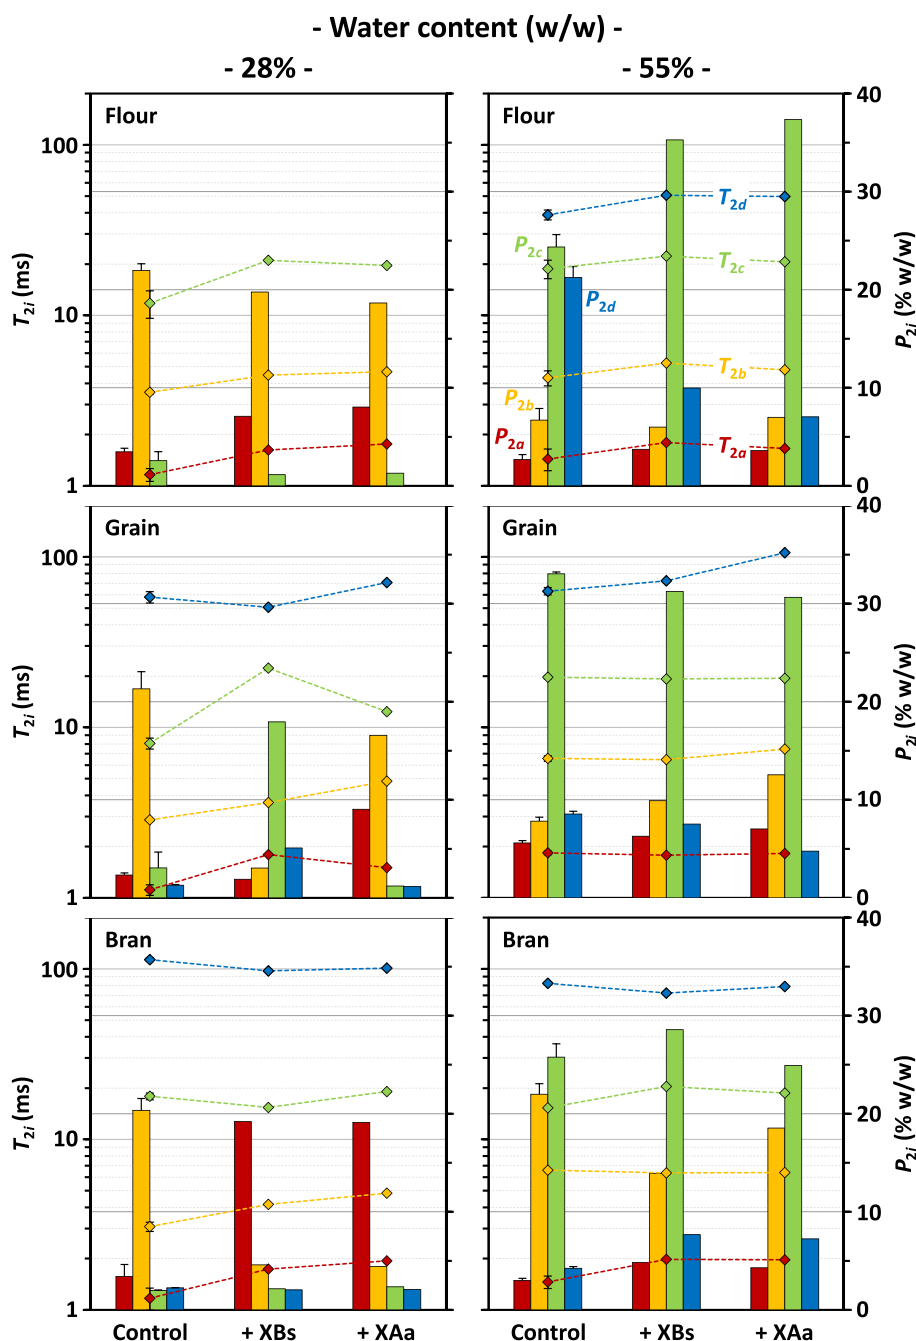 - Water content (w/w) -
- 28% -
- 55% -
Flour
100
10
1
T2i (ms)
Flour
P2c
P2d
P2b
P2a
T2d
T2c
T2b
T2a
40
30
20
10
0
P2i (% w/w)
Grain
100
10
1
T2i (ms)
Grain
40
30
20
10
0
P2i (% w/w)
Bran
100
10
1
T2i (ms)
Bran
40
30
20
10
0
P2i (% w/w)
Control + XBs + XAa
Control + XBs + XAa